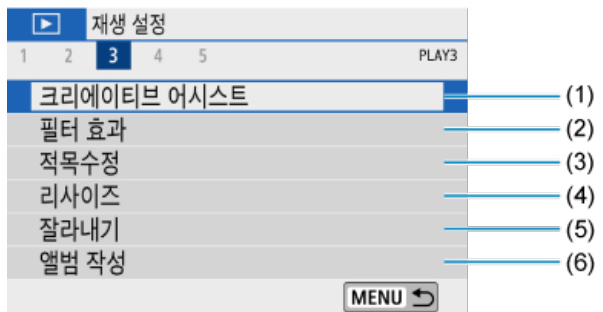 재생 설정
1 2 3 4 5 PLAY3
크리에이티브 어시스트 (1)
필터 효과 (2)
적목수정 (3)
리사이즈 (4)
잘라내기 (5)
앨범 작성 (6)
MENU